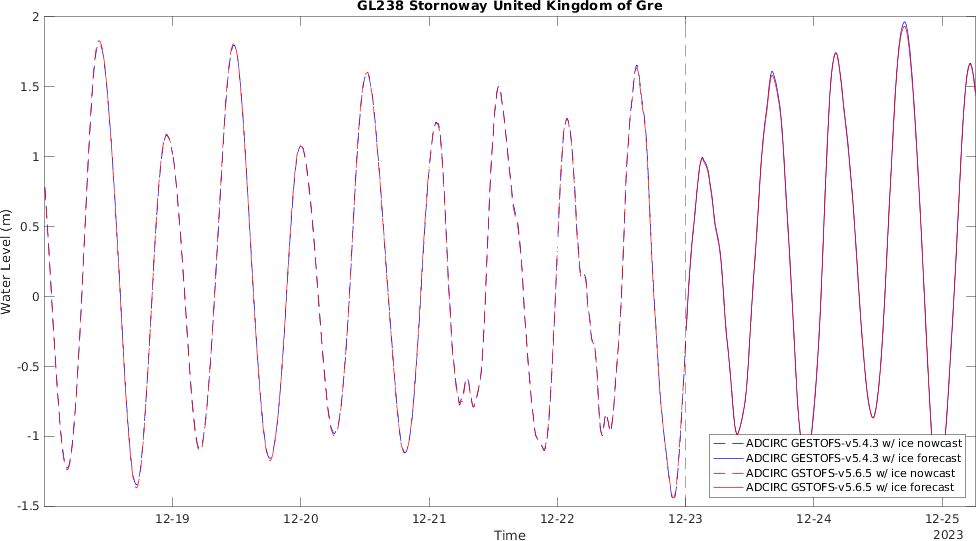 GL238 Stornoway United Kingdom of Gre
Water Level (m)
2
1.5
1
0.5
0
-0.5
-1
-1.5
12-19
12-20
12-21
12-22
12-23
12-24
12-25
2023
Time
ADCIRC GESTOFS-v5.4.3 w/ ice nowcast
ADCIRC GESTOFS-v5.4.3 w/ ice forecast
ADCIRC GSTOFS-v5.6.5 w/ ice nowcast
ADCIRC GSTOFS-v5.6.5 w/ ice forecast